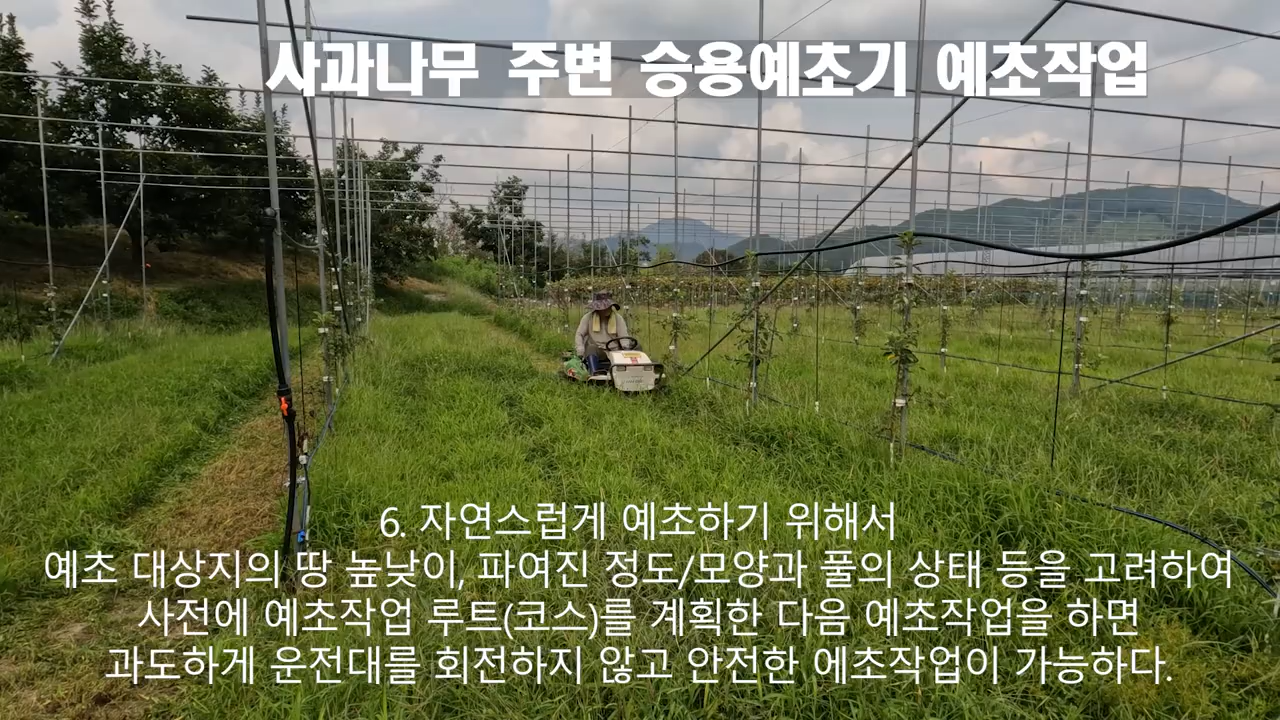 사과나무 주변 승용예초기 예초작업
6. 자연스럽게 예초하기 위해서
예초 대상지의 땅 높낮이, 파여진 정도/모양과 풀의 상태 등을 고려하여
사전에 예초작업 루트(코스)를 계획한 다음 예초작업을 하면
과도하게 운전대를 회전하지 않고 안전한 에초작업이 가능하다.